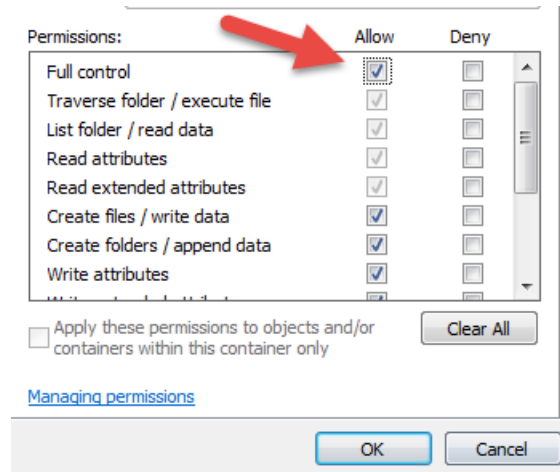 Permissions: Allow Deny
Full control
Traverse folder / execute file
List folder / read data
Read attributes
Read extended attributes
Create files / write data
Create folders / append data
Write attributes
Apply these permissions to objects and/or
containers within this container only
Clear All
Managing permissions
OK Cancel